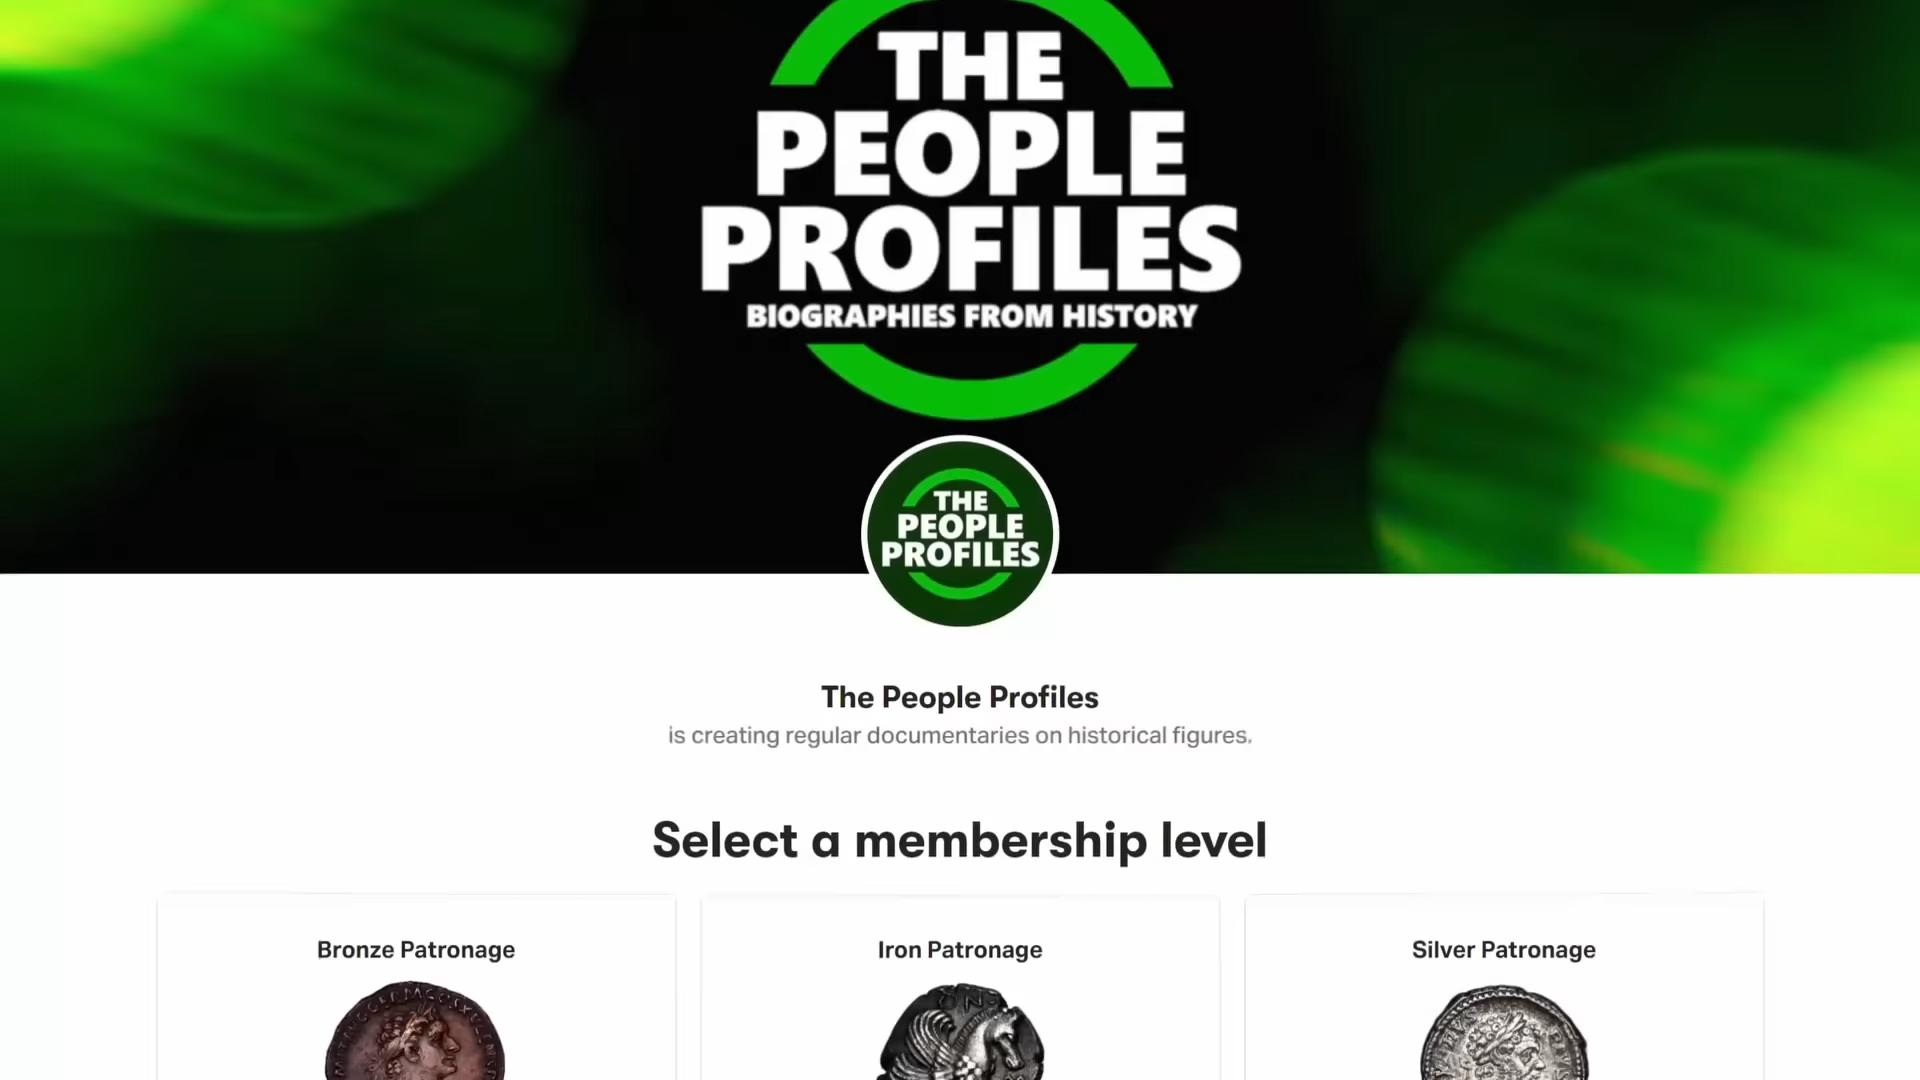 THE
PEOPLE
PROFILES
BIOGRAPHIES FROM HISTORY
THE
PEOPLE
PROFILES
The People Profiles
is creating regular documentaries on historical figures.
Select a membership level
Bronze Patronage
Iron Patronage
Silver Patronage